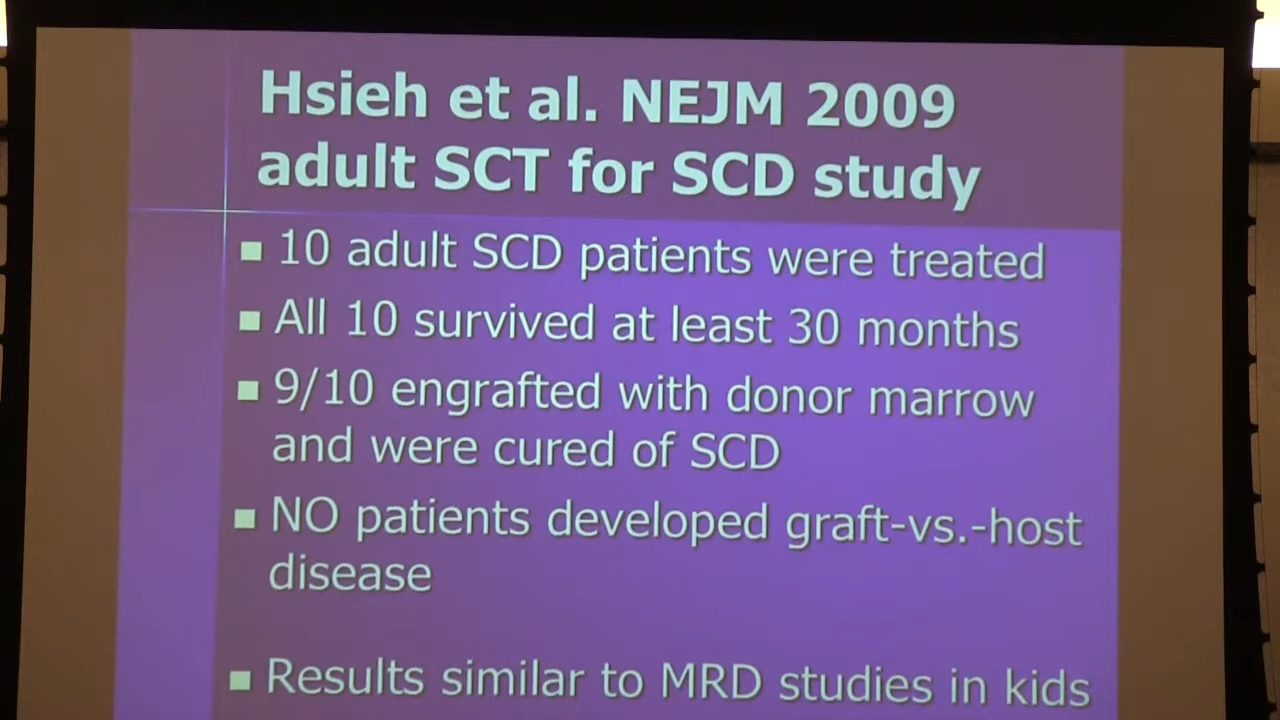 Hsieh et al. NEJM 2009
adult SCT for SCD study
▪ 10 adult SCD patients were treated
▪ All 10 survived at least 30 months
▪ 9/10 engrafted with donor marrow
and were cured of SCD
▪ NO patients developed graft-vs.-host
disease
▪ Results similar to MRD studies in kids